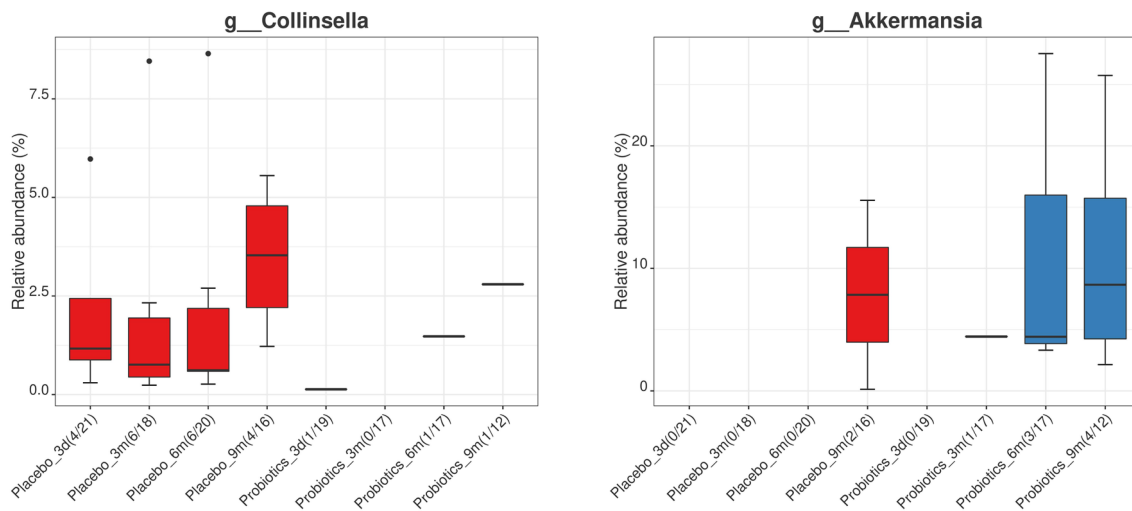 g__Collinsella
Relative abundance (%)
7.5
5.0
2.5
0.0
Placebo_3d(4/21)
Placebo_3m(6/18)
Placebo_6m(6/20)
Placebo_9m(4/16)
Probiotics_3d(1/19)
Probiotics_3m(0/17)
Probiotics_6m(1/17)
Probiotics_9m(1/12)
g__Akkermansia
Relative abundance (%)
20
10
0
Placebo_3d(0/21)
Placebo_3m(0/18)
Placebo_6m(0/20)
Placebo_9m(2/16)
Probiotics_3d(0/19)
Probiotics_3m(1/17)
Probiotics_6m(3/17)
Probiotics_9m(4/12)